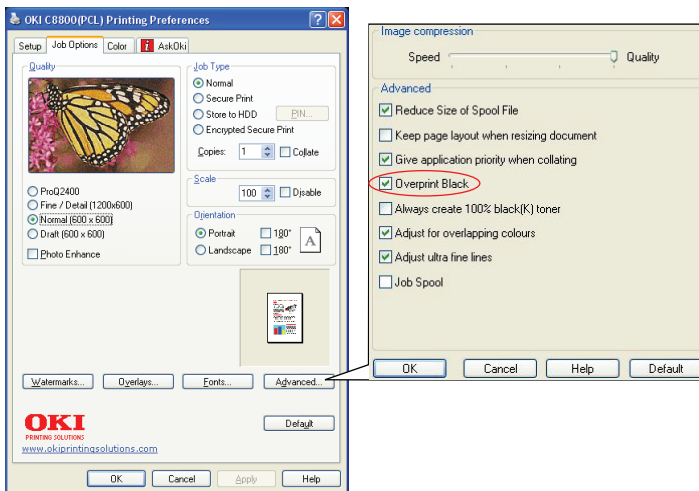 OKI C8800(PCL) Printing Preferences
Setup Job Options Color AskOki
Quality
ProQ2400
Fine / Detail (1200x600)
Normal (600 x 600)
Draft (600 x 600)
Photo Enhance
Job Type
Normal
Secure Print
Store to HDD PIN...
Encrypted Secure Print
Copies: 1 Collate
Scale
100 Disable
Orientation
Portrait 180°
Landscape 180°
A
Watermarks... Overlays... Fonts... Advanced...
OKI
PRINTING SOLUTIONS
www.okiprintingsolutions.com
Default
OK Cancel Apply Help
Image compression
Speed Quality
Advanced
Reduce Size of Spool File
Keep page layout when resizing document
Give application priority when collating
Overprint Black
Always create 100% black(K) toner
Adjust for overlapping colours
Adjust ultra fine lines
Job Spool
OK Cancel Help Default